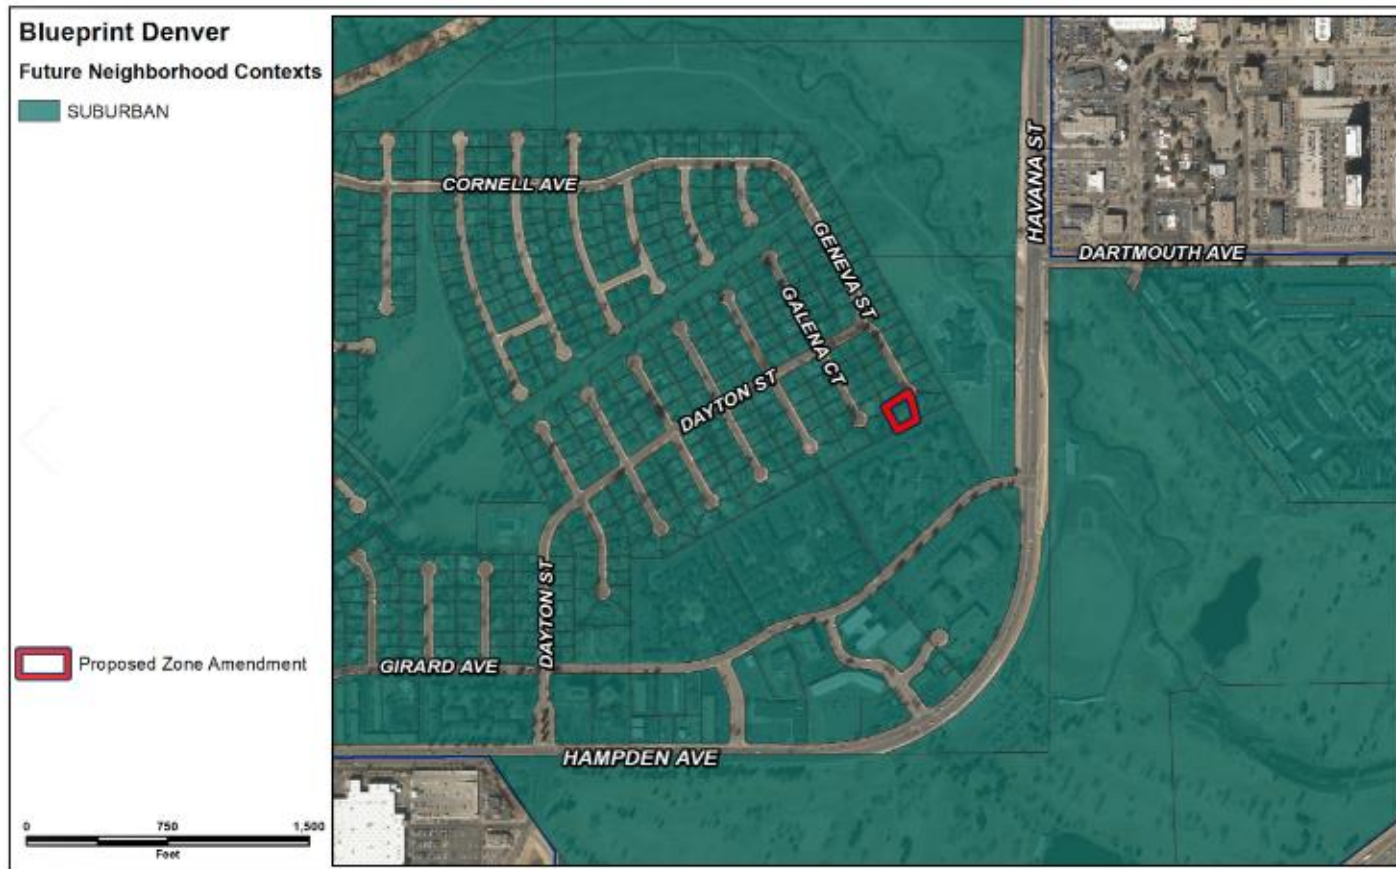 Blueprint Denver
Future Neighborhood Contexts
SUBURBAN
Proposed Zone Amendment
0 750 1,500
Feet
CORNELL AVE
GENEVA ST
HAVANA ST
DARTMOUTH AVE
GALENA CT
DAYTON ST
DAYTON ST
GIRARD AVE
HAMPDEN AVE